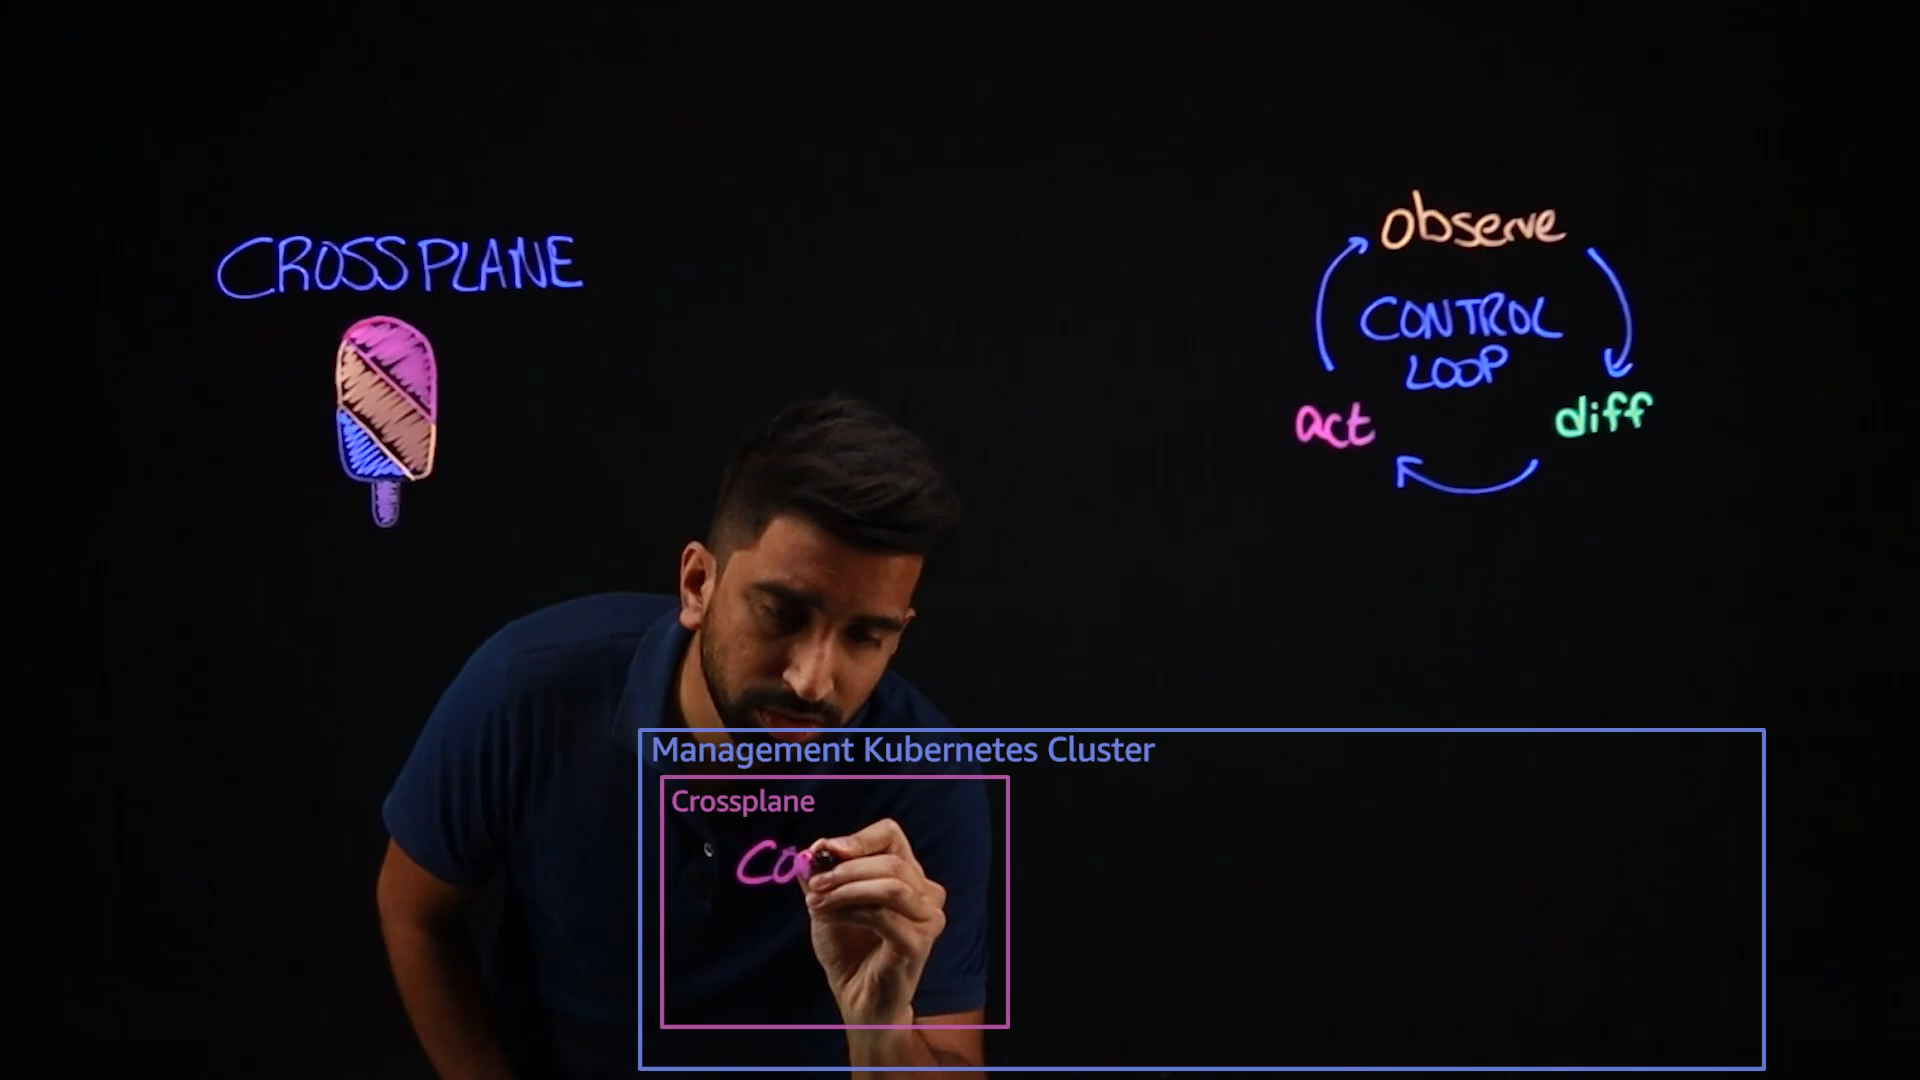 CROSSPLANE
observe
CONTROL
LOOP
act
diff
Management Kubernetes Cluster
Crossplane